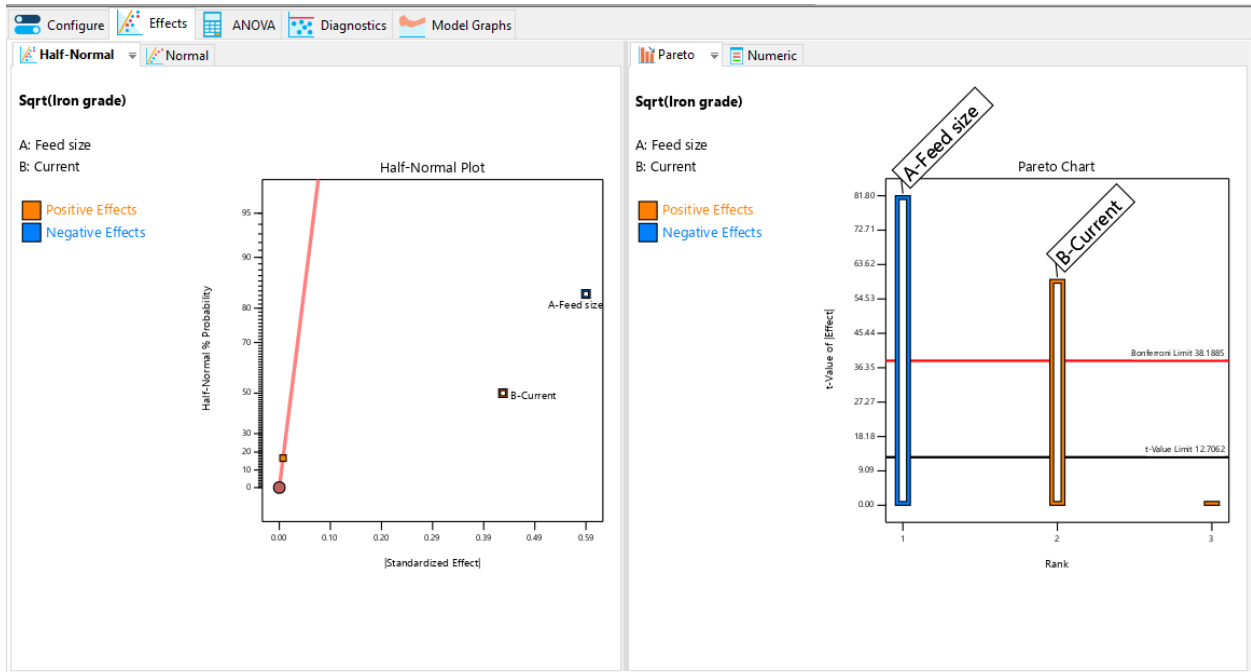 Configure Effects ANOVA Diagnostics Model Graphs
Half-Normal Normal
Sqrt(Iron grade)
A: Feed size
B: Current
Positive Effects
Negative Effects
Half-Normal Plot
Half-Normal % Probability
95
90
80
70
50
30
20
10
0
A-Feed size
B-Current
0.00 0.10 0.20 0.29 0.39 0.49 0.59
|Standardized Effect|
Pareto Numeric
Sqrt(Iron grade)
A: Feed size
B: Current
Positive Effects
Negative Effects
Pareto Chart
A-Feed size
B-Current
t-Value of |Effect|
81.80
72.71
63.62
54.53
45.44
36.35
27.27
18.18
9.09
0.00
Bonferroni Limit 38.1885
t-Value Limit 12.7062
1 2 3
Rank